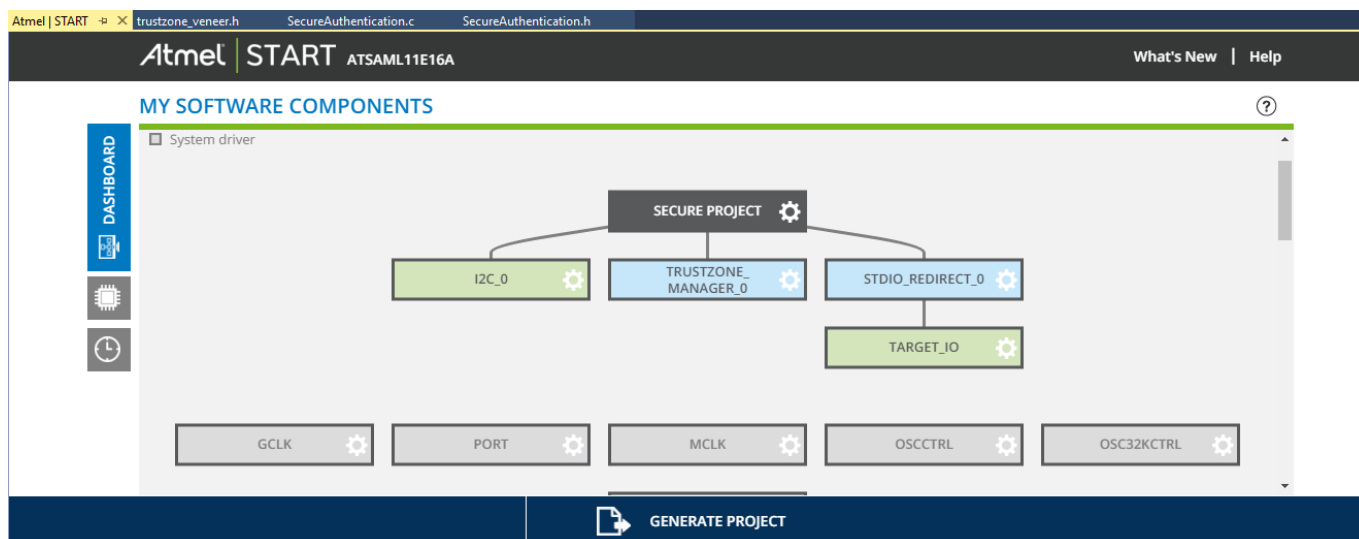 Atmel | START
trustzone_veneer.h
SecureAuthentication.c
SecureAuthentication.h
Atmel START ATSAML11E16A
What's New | Help
MY SOFTWARE COMPONENTS
?
DASHBOARD
System driver
SECURE PROJECT
I2C_0
TRUSTZONE_
MANAGER_0
STDIO_REDIRECT_0
TARGET_IO
GCLK
PORT
MCLK
OSCCTRL
OSC32KCTRL
GENERATE PROJECT